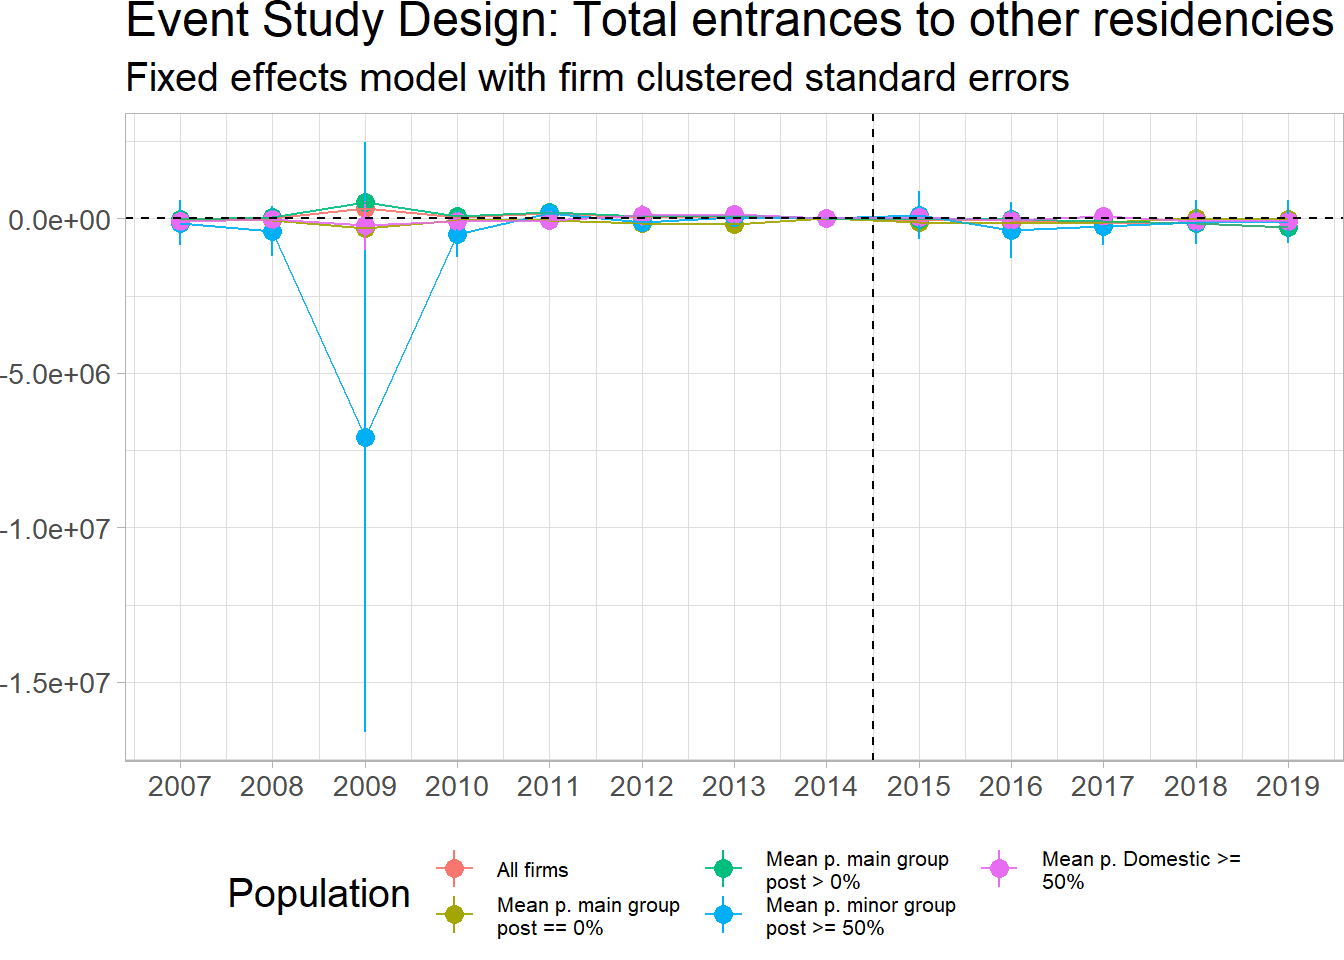 Event Study Design: Total entrances to other residencies
Fixed effects model with firm clustered standard errors
0.0e+00
-5.0e+06
-1.0e+07
-1.5e+07
2007 2008 2009 2010 2011 2012 2013 2014 2015 2016 2017 2018 2019
Population
All firms
Mean p. main group
post == 0%
Mean p. main group
post > 0%
Mean p. minor group
post >= 50%
Mean p. Domestic >=
50%